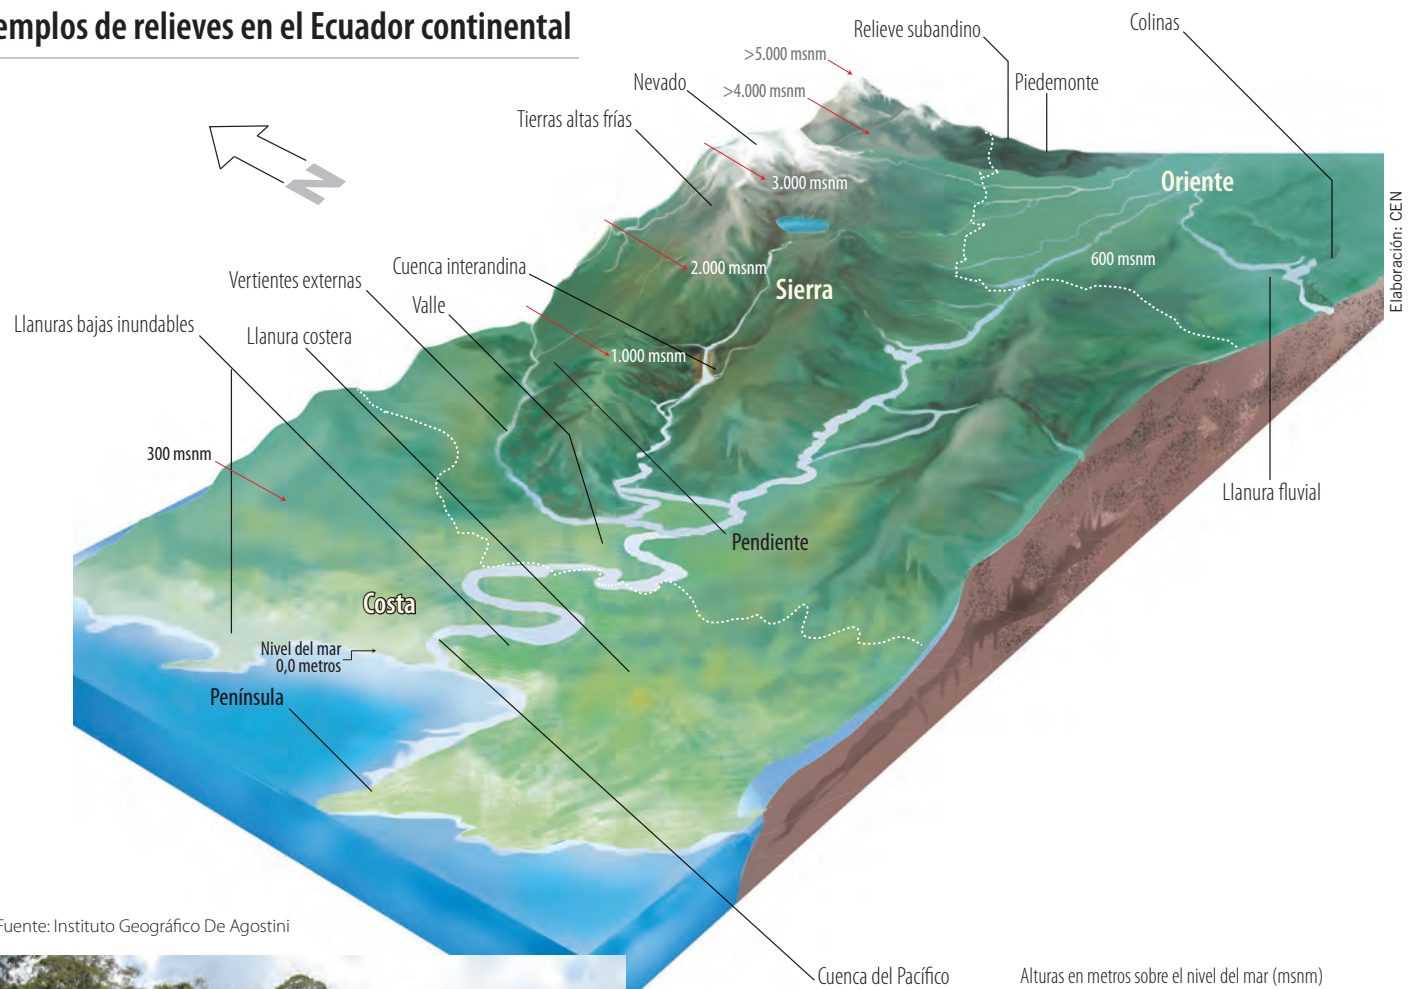 emplos de relieves en el Ecuador continental
Colinas
Relieve subandino
>5.000 msnm
Nevado
>4.000 msnm
Piedemonte
Tierras altas frías
N
3.000 msnm
Oriente
Elaboración: CEN
Cuenca interandina
2.000 msnm
600 msnm
Vertientes externas
Sierra
Valle
Llanuras bajas inundables
Llanura costera
1.000 msnm
300 msnm
Llanura fluvial
Pendiente
Costa
Nivel del mar
0,0 metros
Península
Fuente: Instituto Geográfico De Agostini
Cuenca del Pacífico
Alturas en metros sobre el nivel del mar (msnm)